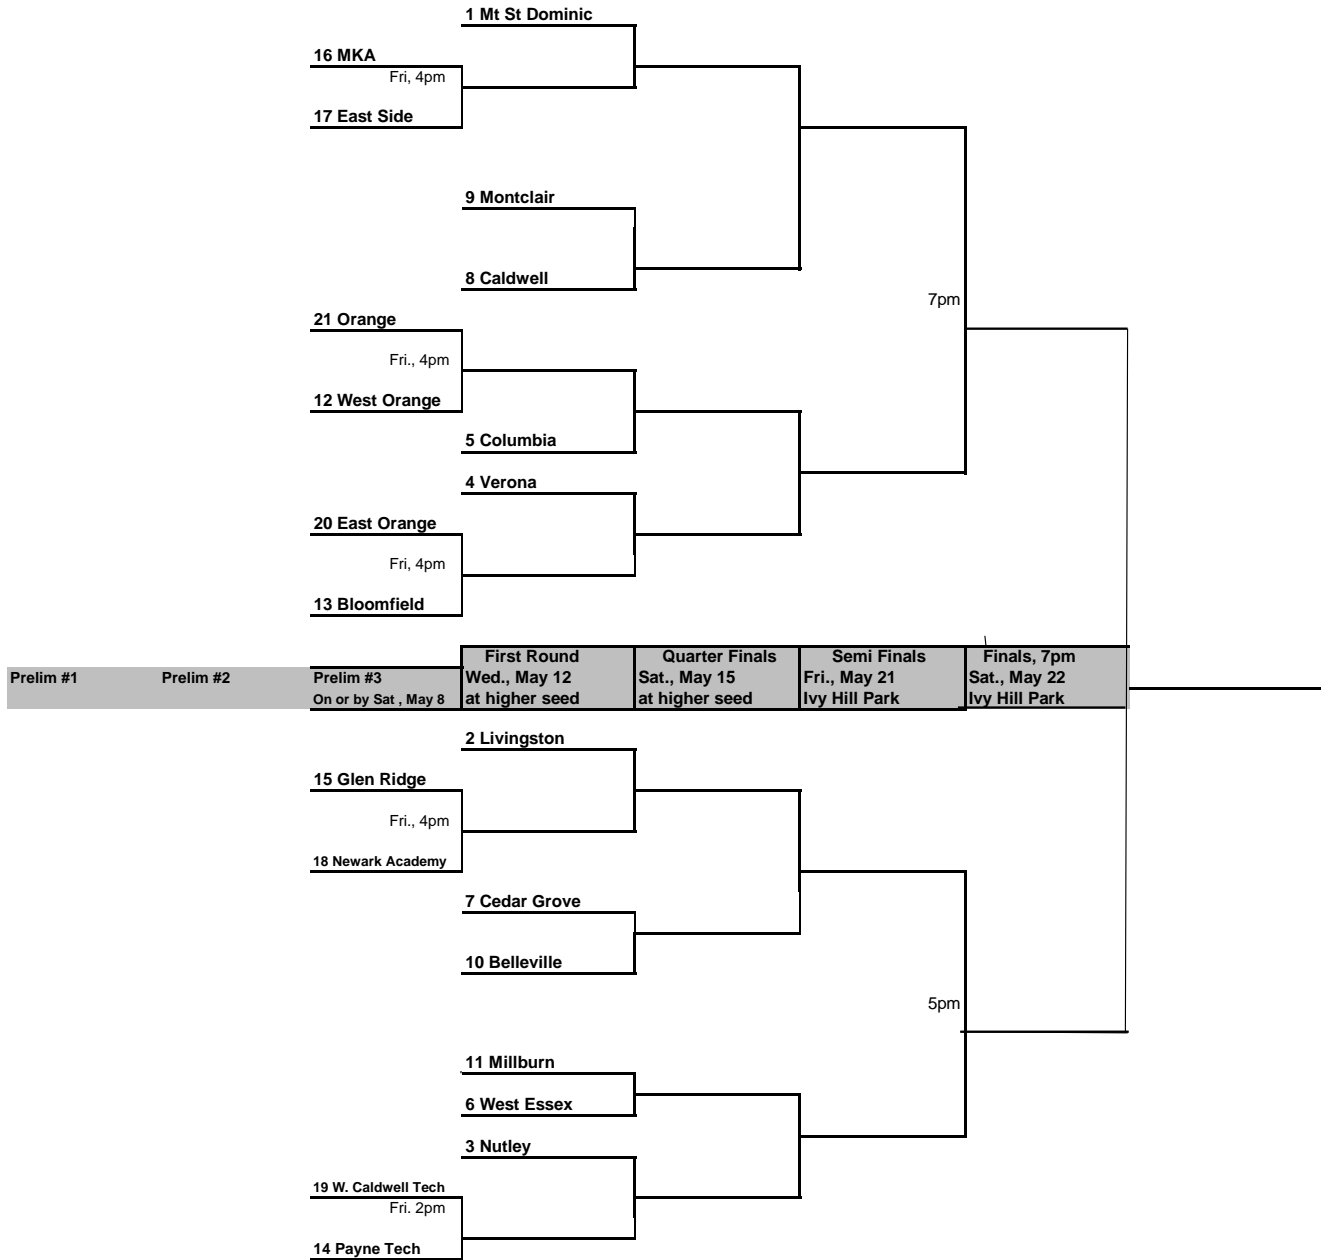 1 Mt St Dominic
16 MKA
Fri, 4pm
17 East Side
9 Montclair
8 Caldwell
7pm
21 Orange
Fri., 4pm
12 West Orange
5 Columbia
4 Verona
20 East Orange
Fri, 4pm
13 Bloomfield
First Round Quarter Finals Semi Finals Finals, 7pm
Prelim #1 Prelim #2 Prelim #3 Wed., May 12 Sat., May 15 Fri., May 21 Sat., May 22
On or by Sat , May 8 at higher seed at higher seed Ivy Hill Park Ivy Hill Park
2 Livingston
15 Glen Ridge
Fri., 4pm
18 Newark Academy
7 Cedar Grove
10 Belleville
5pm
11 Millburn
6 West Essex
3 Nutley
19 W. Caldwell Tech
Fri. 2pm
14 Payne Tech